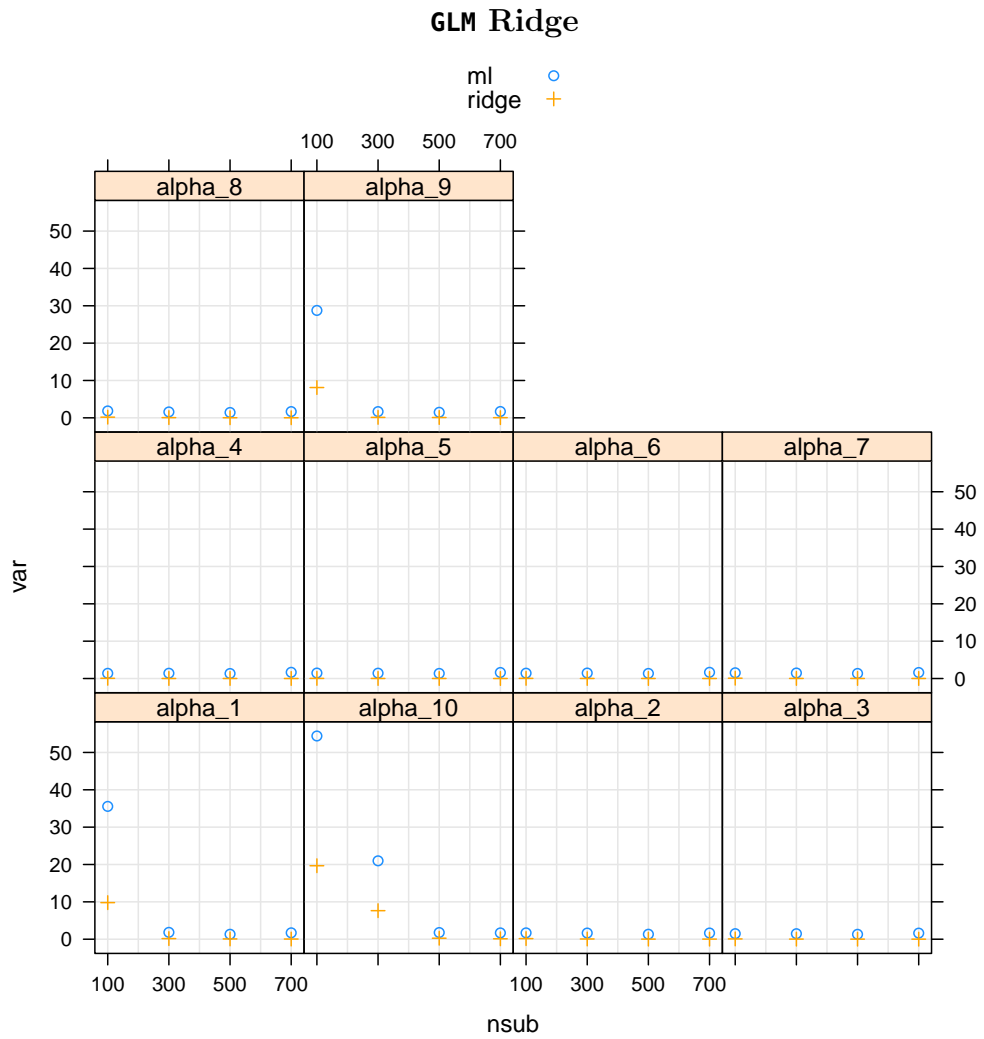 GLM Ridge
ml
ridge
100 300 500 700
alpha_8 alpha_9
50
40
30
20
10
0
alpha_4 alpha_5 alpha_6 alpha_7
50
40
30
20
10
0
var
alpha_1 alpha_10 alpha_2 alpha_3
50
40
30
20
10
0
100 300 500 700 100 300 500 700
nsub